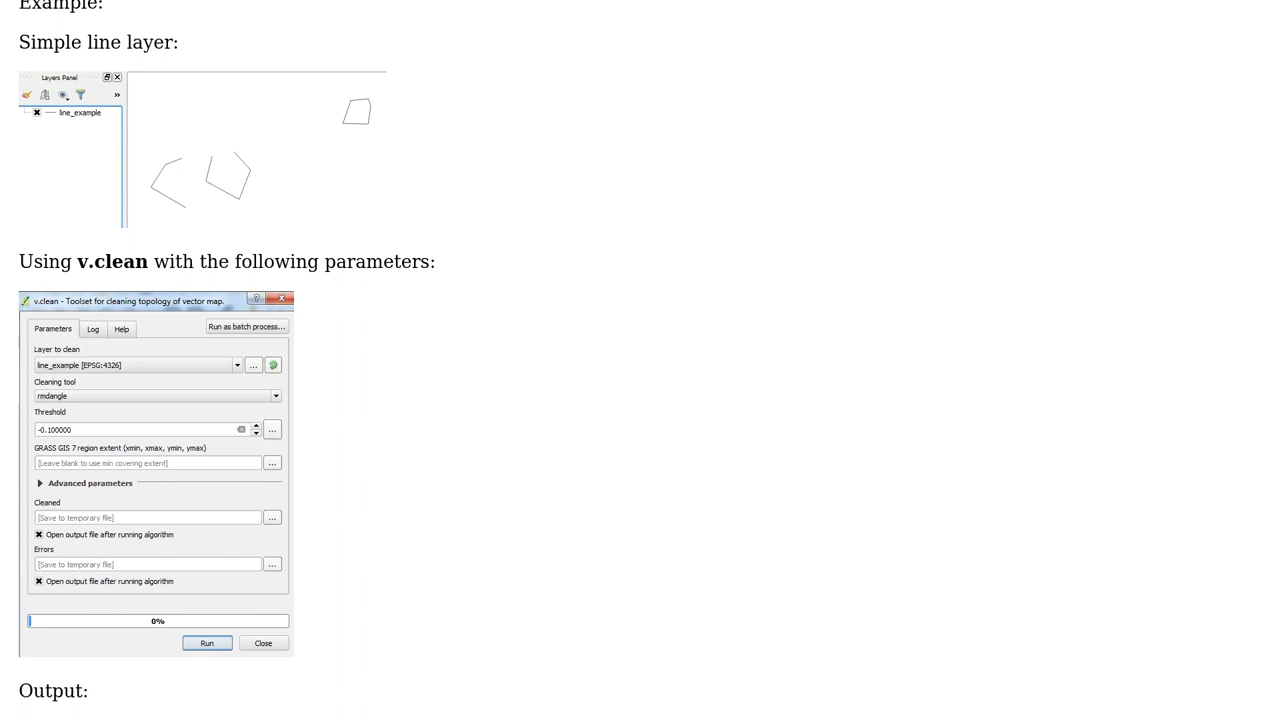 Example:
Simple line layer:
Layers Panel
»
line_example
Using v.clean with the following parameters:
v.clean - Toolset for cleaning topology of vector map.
Parameters Log Help Run as batch process...
Layer to clean
line_example [EPSG:4326] ...
Cleaning tool
rmdangle
Threshold
-0.100000 ...
GRASS GIS 7 region extent (xmin, xmax, ymin, ymax)
[Leave blank to use min covering extent] ...
Advanced parameters
Cleaned
[Save to temporary file] ...
Open output file after running algorithm
Errors
[Save to temporary file] ...
Open output file after running algorithm
0%
Run Close
Output: